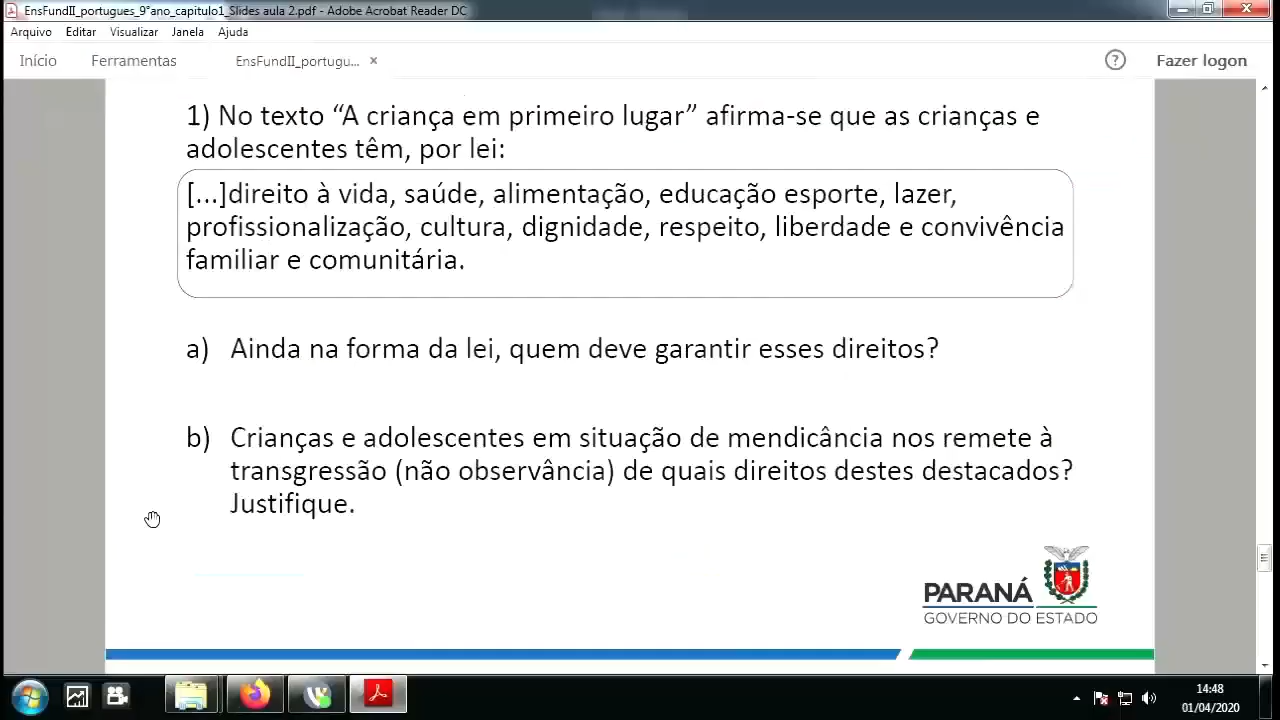 EnsFundII_portugues_9°ano_capitulo1_Slides aula 2.pdf - Adobe Acrobat Reader DC
Arquivo Editar Visualizar Janela Ajuda
Início Ferramentas EnsFundII_portugu... × ? Fazer logon
1) No texto “A criança em primeiro lugar” afirma-se que as crianças e
adolescentes têm, por lei:
[...]direito à vida, saúde, alimentação, educação esporte, lazer,
profissionalização, cultura, dignidade, respeito, liberdade e convivência
familiar e comunitária.
a) Ainda na forma da lei, quem deve garantir esses direitos?
b) Crianças e adolescentes em situação de mendicância nos remete à
transgressão (não observância) de quais direitos destes destacados?
Justifique.
PARANÁ
GOVERNO DO ESTADO
14:48
01/04/2020